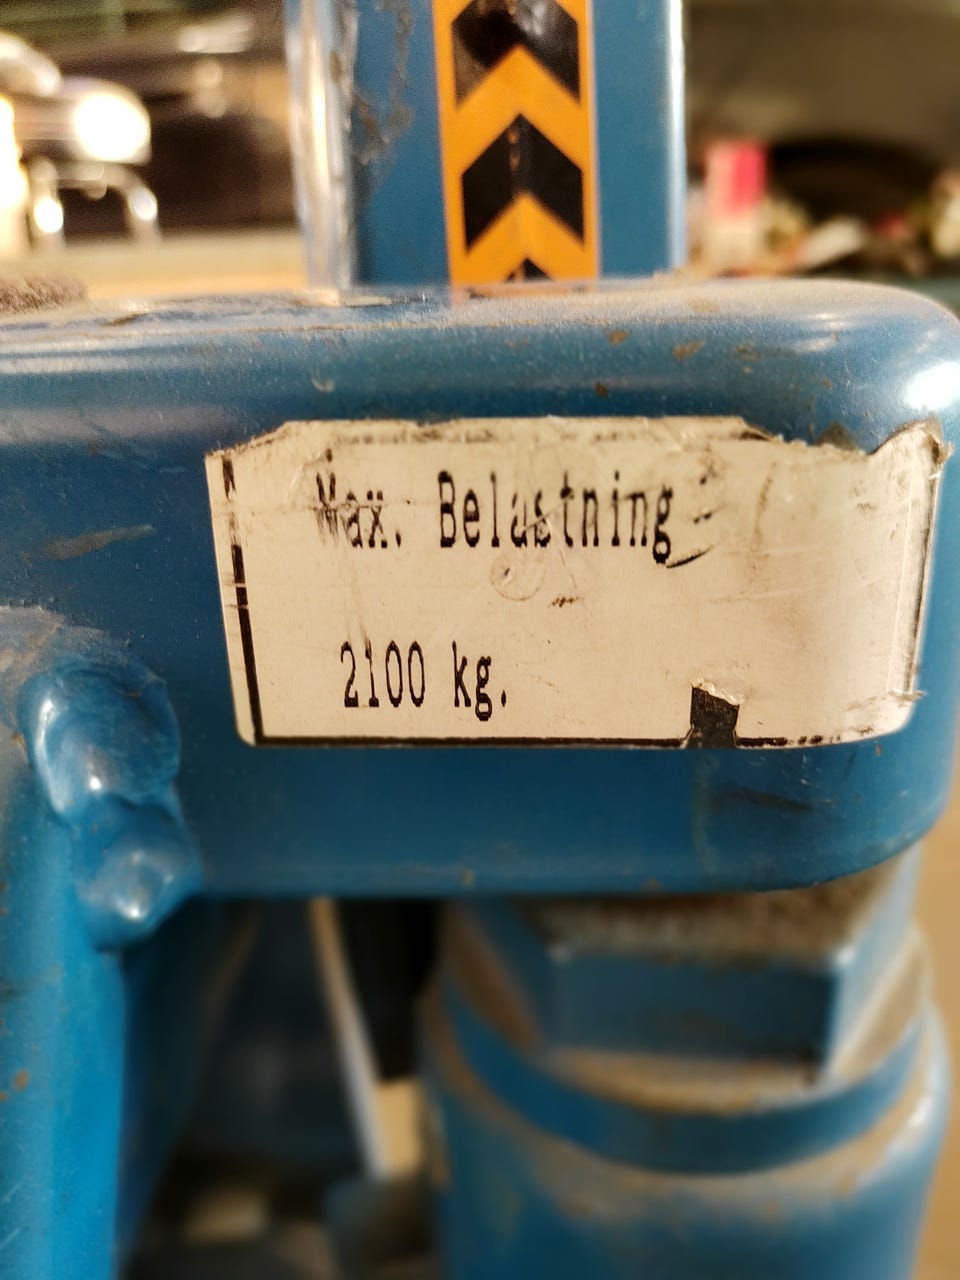 Max. Belastning
2100 kg.